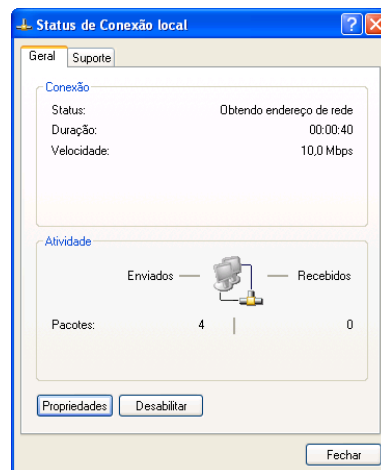 Status de Conexão local
Geral Suporte
Conexão
Status: Obtendo endereço de rede
Duração: 00:00:40
Velocidade: 10,0 Mbps
Atividade
Enviados — — Recebidos
Pacotes: 4 | 0
Propriedades Desabilitar
Fechar